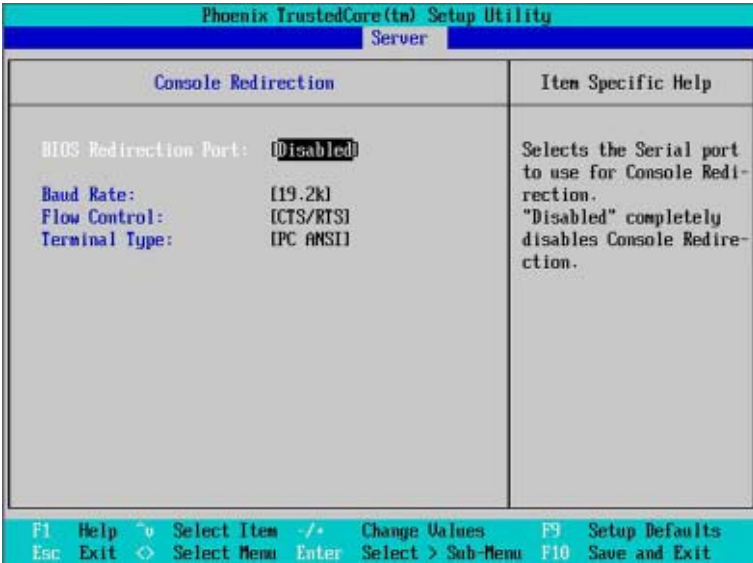 Phoenix TrustedCore(tm) Setup Utility
Server
Console Redirection
Item Specific Help
BIOS Redirection Port: [Disabled]
Baud Rate: [19.2k]
Flow Control: [CTS/RTS]
Terminal Type: [PC ANSI]
Selects the Serial port
to use for Console Redi-
rection.
"Disabled" completely
disables Console Redire-
ction.
F1 Help ^v Select Item -/+ Change Values F9 Setup Defaults
Esc Exit <> Select Menu Enter Select > Sub-Menu F10 Save and Exit